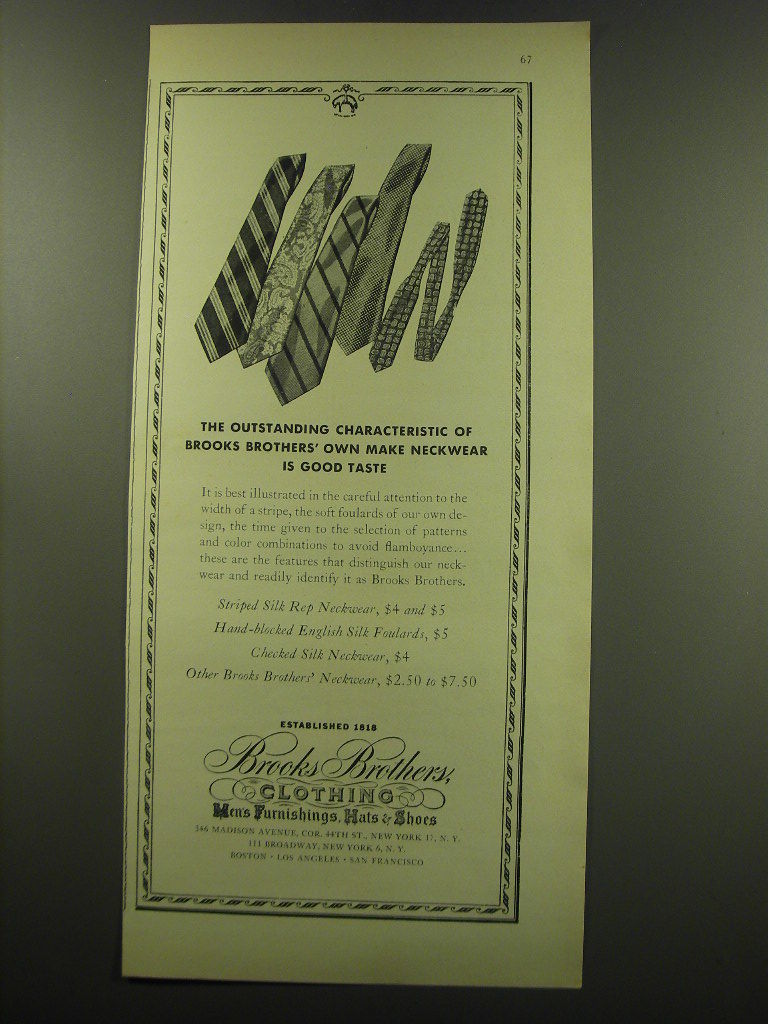 67
THE OUTSTANDING CHARACTERISTIC OF
BROOKS BROTHERS' OWN MAKE NECKWEAR
IS GOOD TASTE
It is best illustrated in the careful attention to the
width of a stripe, the soft foulards of our own de-
sign, the time given to the selection of patterns
and color combinations to avoid flamboyance...
these are the features that distinguish our neck-
wear and readily identify it as Brooks Brothers.
Striped Silk Rep Neckwear, $4 and $5
Hand-blocked English Silk Foulards, $5
Checked Silk Neckwear, $4
Other Brooks Brothers' Neckwear, $2.50 to $7.50
ESTABLISHED 1818
Brooks Brothers,
CLOTHING
Men's Furnishings, Hats & Shoes
346 MADISON AVENUE, COR. 44TH ST., NEW YORK 17, N. Y.
111 BROADWAY, NEW YORK 6, N. Y.
BOSTON · LOS ANGELES · SAN FRANCISCO